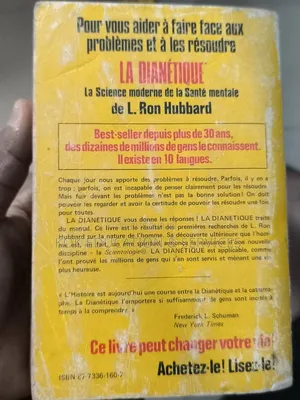 Pour vous aider à faire face aux
problèmes et à les résoudre
LA DIANÉTIQUE
La Science moderne de la Santé mentale
de L. Ron Hubbard
Best-seller depuis plus de 30 ans,
des dizaines de millions de gens le connaissent.
Il existe en 10 langues.
Chaque jour nous apporte des problèmes à résoudre. Parfois, il y en a
trop; parfois, on est incapable de penser clairement pour les résoudre.
Mais fuir devant les problèmes n'est pas la bonne solution! On doit
pouvoir les regarder et avoir la certitude de pouvoir les résoudre une fois
pour toutes.
LA DIANÉTIQUE vous donne les réponses! LA DIANÉTIQUE traite
du mental. Ce livre est le résultat des premières recherches de L. Ron
Hubbard sur la nature de l'homme. Sa découverte ultérieure que l'hom-
me est, en fait, un être spirituel annonça la naissance d'une nouvelle
discipline - la Scientologie. LA DIANÉTIQUE est applicable, comme
l'ont prouvé les millions de gens qui s'en sont servis et mènent une vie
plus heureuse.
« L'Histoire est aujourd'hui une course entre la Dianétique et la catastro-
phe. La Dianétique l'emportera si suffisamment de gens sont incités à
temps à la comprendre. »
Frederick L. Schuman
New York Times
Ce livre peut changer votre vie!
Achetez-le! Lisez-le!
ISBN 87-7336-160-7